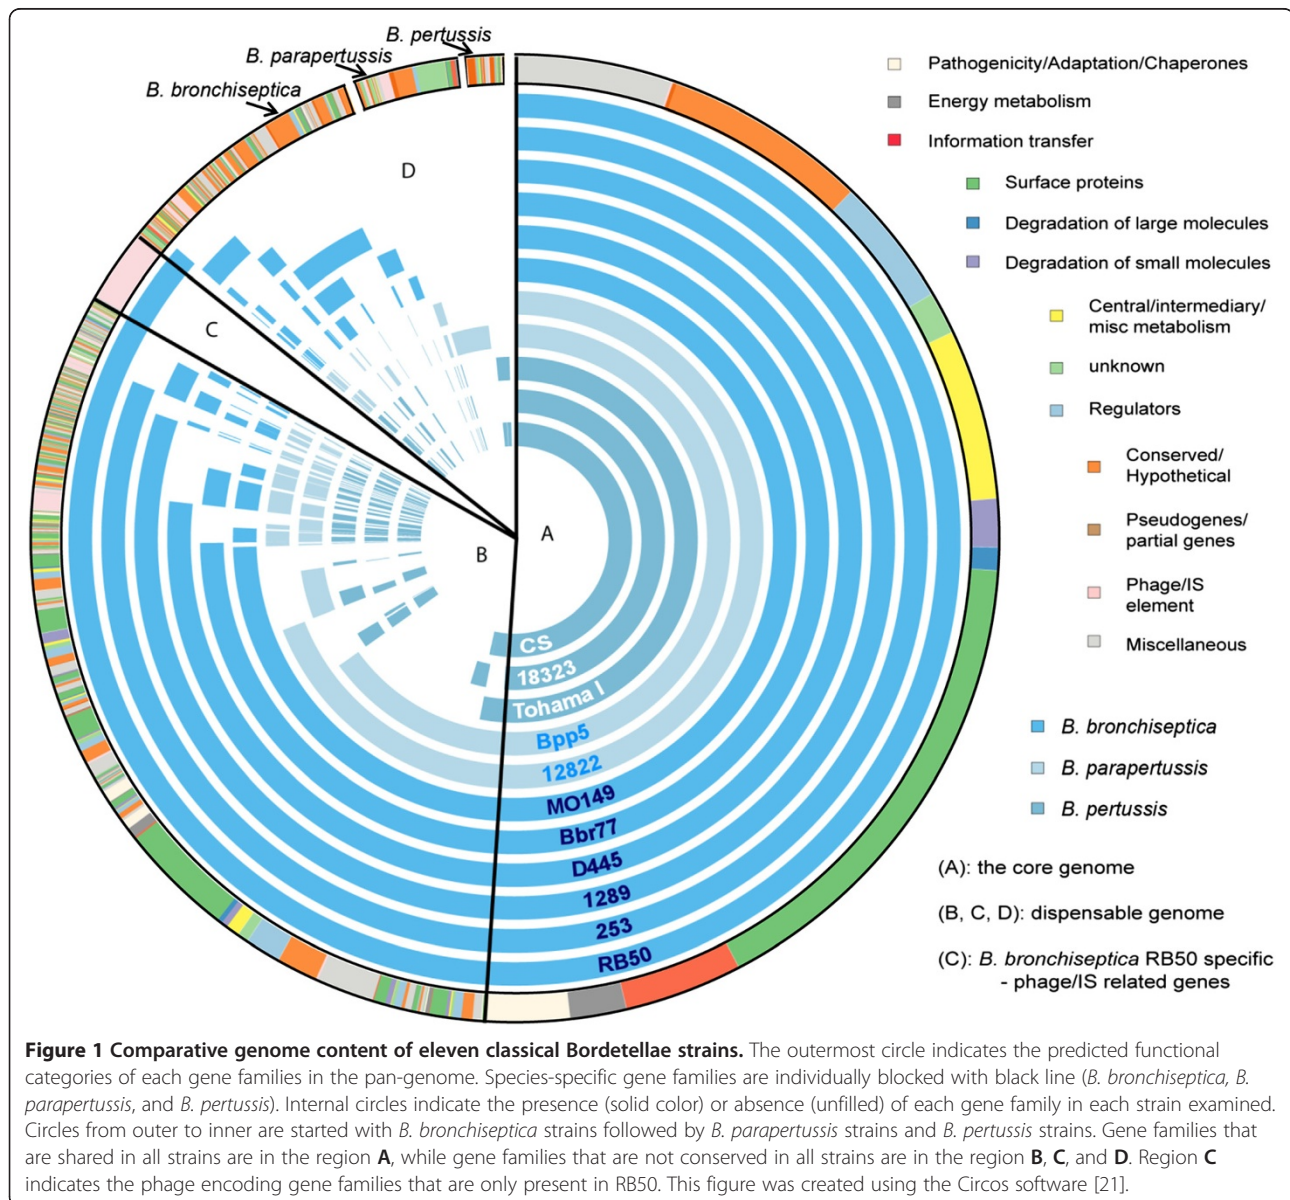 B. pertussis
B. parapertussis
B. bronchiseptica
D
C
B
A
CS
18323
Tohama I
Bpp5
12822
MO149
Bbr77
D445
1289
253
RB50
Pathogenicity/Adaptation/Chaperones
Energy metabolism
Information transfer
Surface proteins
Degradation of large molecules
Degradation of small molecules
Central/intermediary/
misc metabolism
unknown
Regulators
Conserved/
Hypothetical
Pseudogenes/
partial genes
Phage/IS
element
Miscellaneous
B. bronchiseptica
B. parapertussis
B. pertussis
(A): the core genome
(B, C, D): dispensable genome
(C): B. bronchiseptica RB50 specific
- phage/IS related genes
Figure 1 Comparative genome content of eleven classical Bordetellae strains. The outermost circle indicates the predicted functional
categories of each gene families in the pan-genome. Species-specific gene families are individually blocked with black line (B. bronchiseptica, B.
parapertussis, and B. pertussis). Internal circles indicate the presence (solid color) or absence (unfilled) of each gene family in each strain examined.
Circles from outer to inner are started with B. bronchiseptica strains followed by B. parapertussis strains and B. pertussis strains. Gene families that
are shared in all strains are in the region A, while gene families that are not conserved in all strains are in the region B, C, and D. Region C
indicates the phage encoding gene families that are only present in RB50. This figure was created using the Circos software [21].